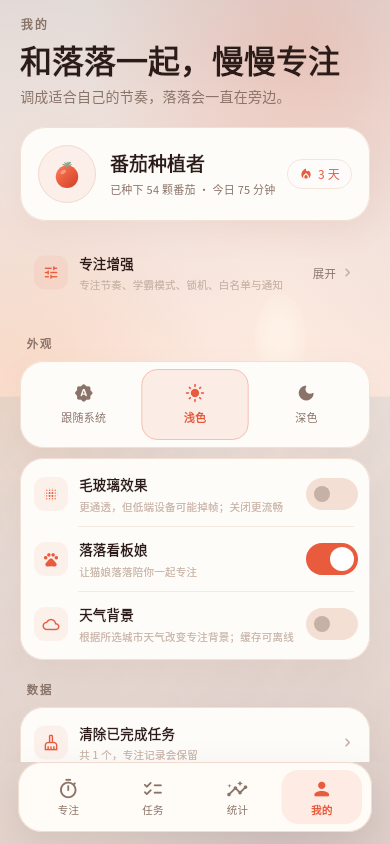 我的
和落落一起，慢慢专注
调成适合自己的节奏，落落会一直在旁边。
番茄种植者
已种下 54 颗番茄 · 今日 75 分钟
3 天
专注增强
专注节奏、学霸模式、锁机、白名单与通知
展开
外观
A
跟随系统
浅色
深色
毛玻璃效果
更通透，但低端设备可能掉帧；关闭更流畅
落落看板娘
让猫娘落落陪你一起专注
天气背景
根据所选城市天气改变专注背景；缓存可离线
数据
清除已完成任务
共 1 个，专注记录会保留
专注
任务
统计
我的